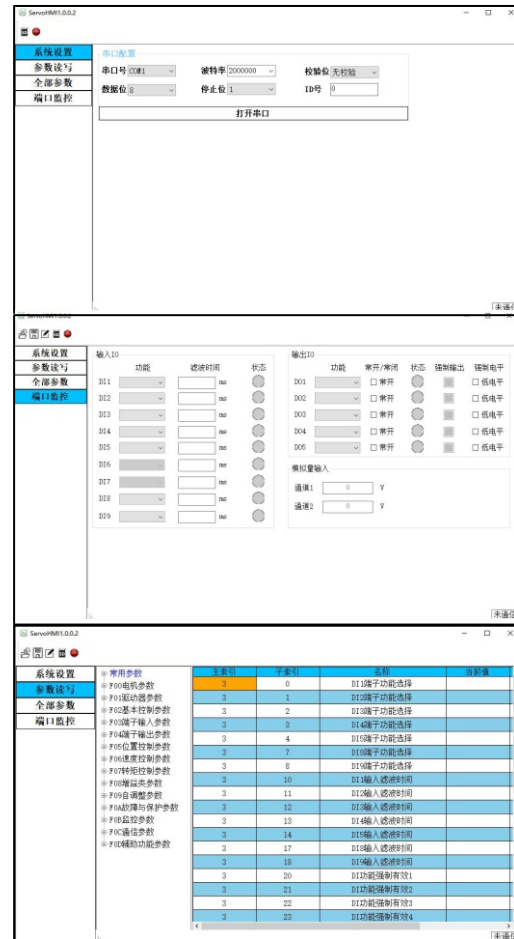 ServoHMI1.0.0.2
系统设置
参数读写
全部参数
端口监控
串口配置
串口号 COM1 波特率 2000000 校验位 无校验
数据位 8 停止位 1 ID号 0
打开串口
未通信
ServoHMI1.0.0.2
系统设置
参数读写
全部参数
端口监控
输入IO
功能 滤波时间 状态
DI1 ms
DI2 ms
DI3 ms
DI4 ms
DI5 ms
DI6 ms
DI7 ms
DI8 ms
DI9 ms
输出IO
功能 常开/常闭 状态 强制输出 强制电平
DO1 常开 低电平
DO2 常开 低电平
DO3 常开 低电平
DO4 常开 低电平
DO5 常开 低电平
模拟量输入
通道1 0 V
通道2 0 V
未通信
ServoHMI1.0.0.2
系统设置
参数读写
全部参数
端口监控
常用参数
F00电机参数
F01驱动器参数
F02基本控制参数
F03端子输入参数
F04端子输出参数
F05位置控制参数
F06速度控制参数
F07转矩控制参数
F08增益类参数
F09自调整参数
F0A故障与保护参数
F0B监控参数
F0C通信参数
F0D辅助功能参数
主索引 子索引 名称 当前值
3 0 DI1端子功能选择
3 1 DI2端子功能选择
3 2 DI3端子功能选择
3 3 DI4端子功能选择
3 4 DI5端子功能选择
3 7 DI8端子功能选择
3 8 DI9端子功能选择
3 10 DI1输入滤波时间
3 11 DI2输入滤波时间
3 12 DI3输入滤波时间
3 13 DI4输入滤波时间
3 14 DI5输入滤波时间
3 17 DI8输入滤波时间
3 18 DI9输入滤波时间
3 20 DI功能强制有效1
3 21 DI功能强制有效2
3 22 DI功能强制有效3
3 23 DI功能强制有效4
未通信